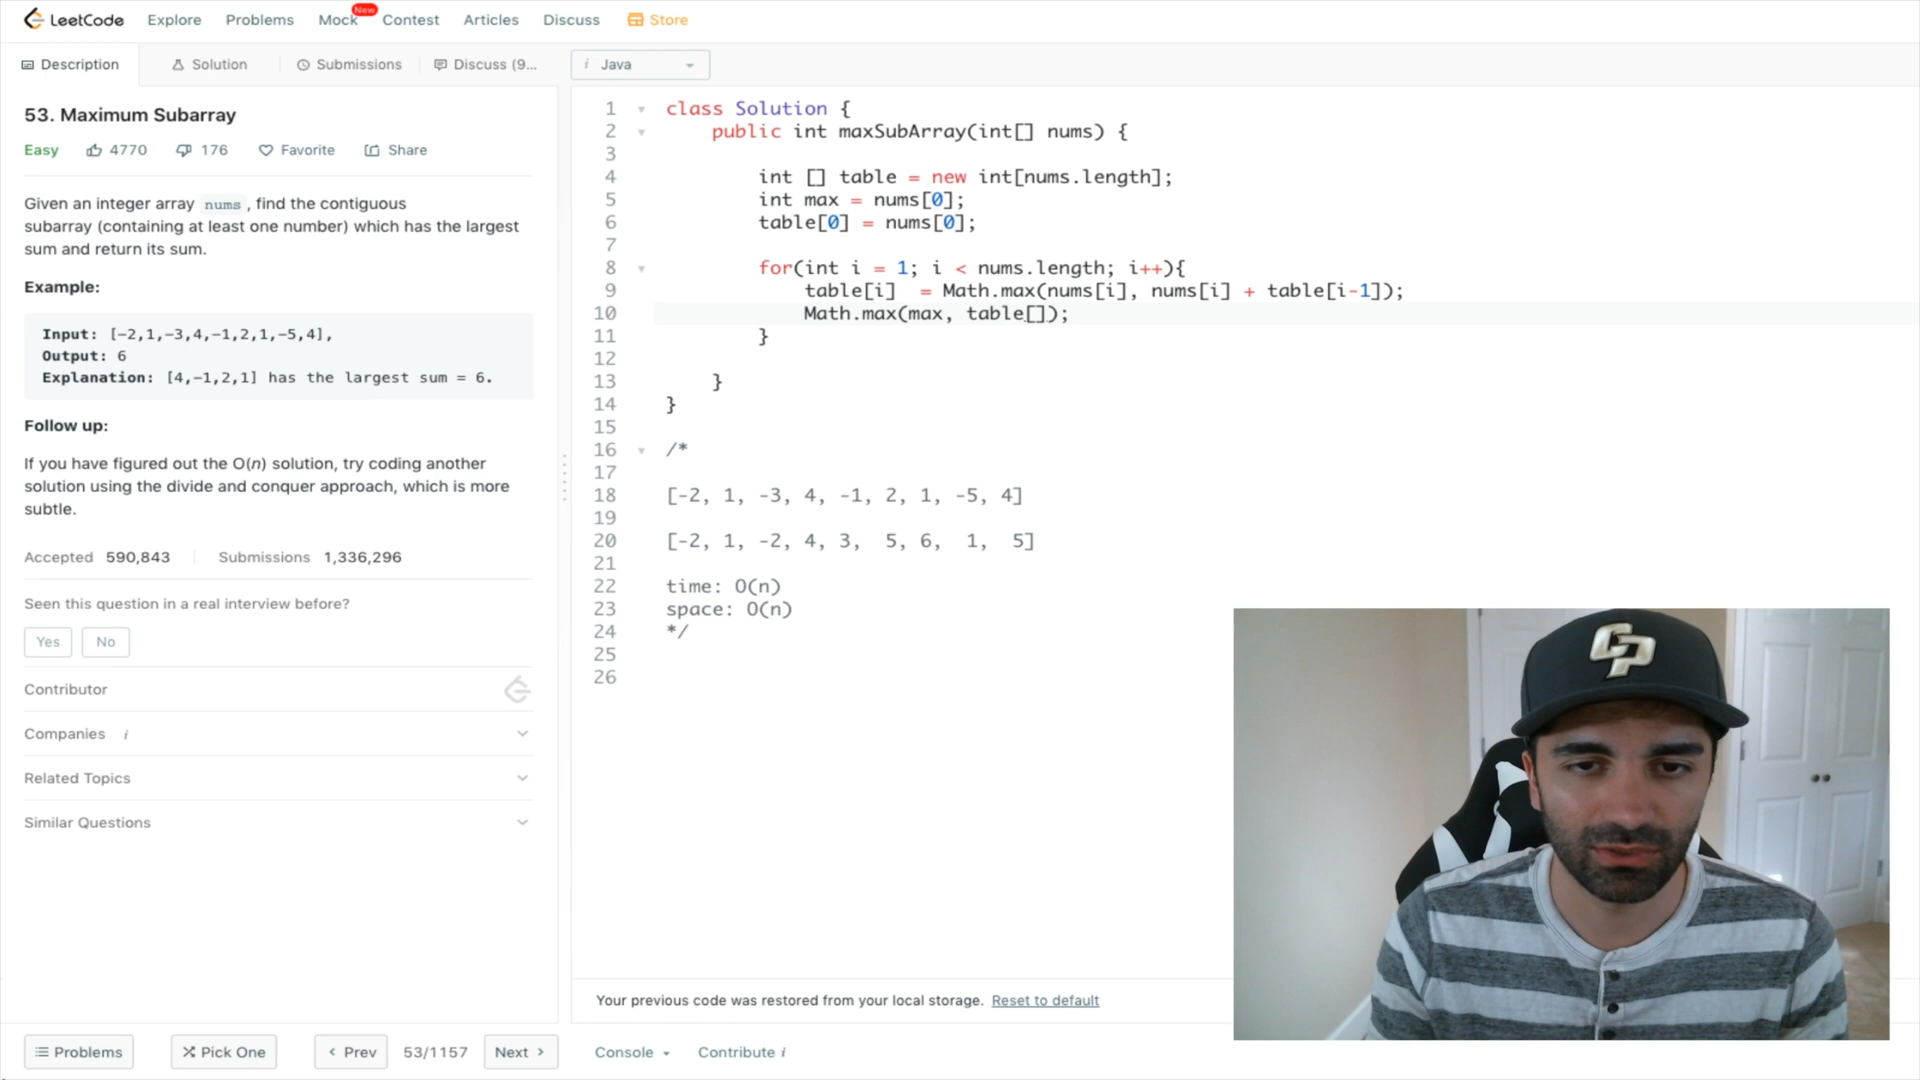 LeetCode Explore Problems Mock New Contest Articles Discuss Store
Description Solution Submissions Discuss (9...
i Java
53. Maximum Subarray
Easy 4770 176 Favorite Share
Given an integer array nums , find the contiguous
subarray (containing at least one number) which has the largest
sum and return its sum.
Example:
Input: [-2,1,-3,4,-1,2,1,-5,4],
Output: 6
Explanation: [4,-1,2,1] has the largest sum = 6.
Follow up:
If you have figured out the O(n) solution, try coding another
solution using the divide and conquer approach, which is more
subtle.
Accepted 590,843 Submissions 1,336,296
Seen this question in a real interview before?
Yes No
Contributor
Companies i
Related Topics
Similar Questions
Problems Pick One Prev 53/1157 Next
1 class Solution {
2 public int maxSubArray(int[] nums) {
3
4 int [] table = new int[nums.length];
5 int max = nums[0];
6 table[0] = nums[0];
7
8 for(int i = 1; i < nums.length; i++){
9 table[i] = Math.max(nums[i], nums[i] + table[i-1]);
10 Math.max(max, table[]);
11 }
12
13 }
14 }
15
16 /*
17
18 [-2, 1, -3, 4, -1, 2, 1, -5, 4]
19
20 [-2, 1, -2, 4, 3, 5, 6, 1, 5]
21
22 time: O(n)
23 space: O(n)
24 */
25
26
Your previous code was restored from your local storage. Reset to default
Console Contribute i
CP